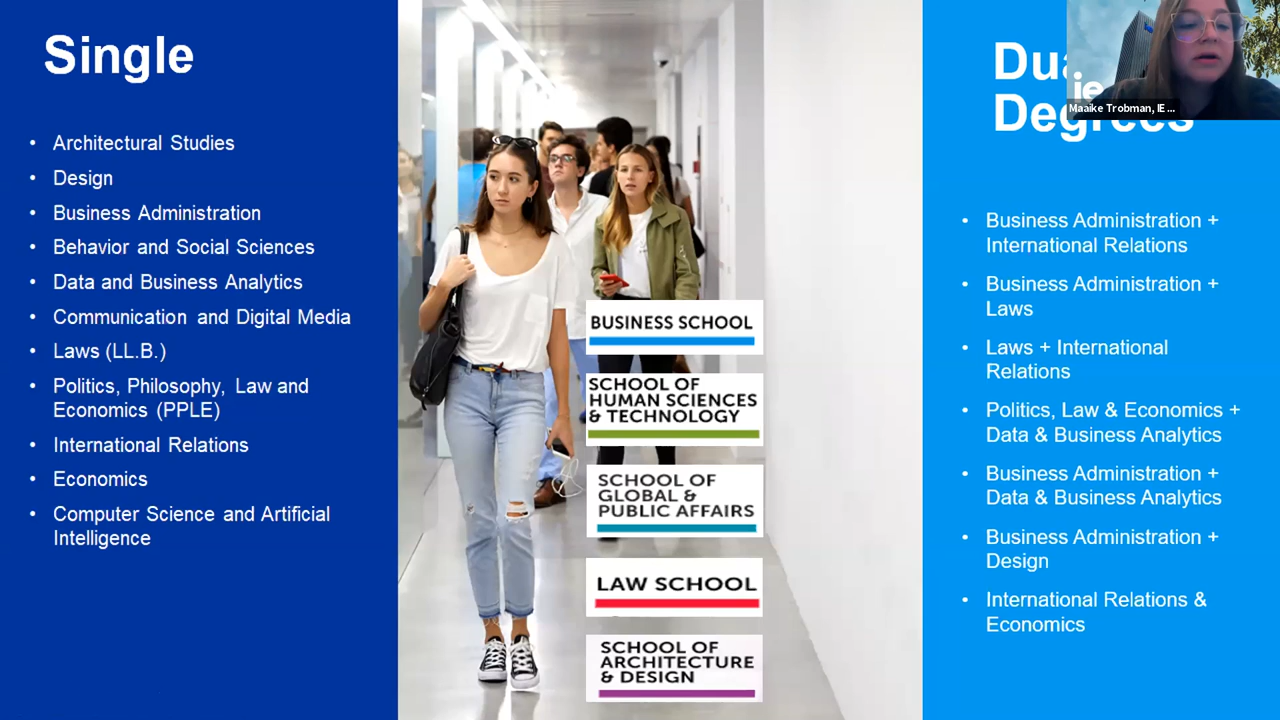 Single
• Architectural Studies
• Design
• Business Administration
• Behavior and Social Sciences
• Data and Business Analytics
• Communication and Digital Media
• Laws (LL.B.)
• Politics, Philosophy, Law and
Economics (PPLE)
• International Relations
• Economics
• Computer Science and Artificial
Intelligence
BUSINESS SCHOOL
SCHOOL OF
HUMAN SCIENCES
& TECHNOLOGY
SCHOOL OF
GLOBAL &
PUBLIC AFFAIRS
LAW SCHOOL
SCHOOL OF
ARCHITECTURE
& DESIGN
Degrees
ie
Maaike Trobman, IE ...
• Business Administration +
International Relations
• Business Administration +
Laws
• Laws + International
Relations
• Politics, Law & Economics +
Data & Business Analytics
• Business Administration +
Data & Business Analytics
• Business Administration +
Design
• International Relations &
Economics